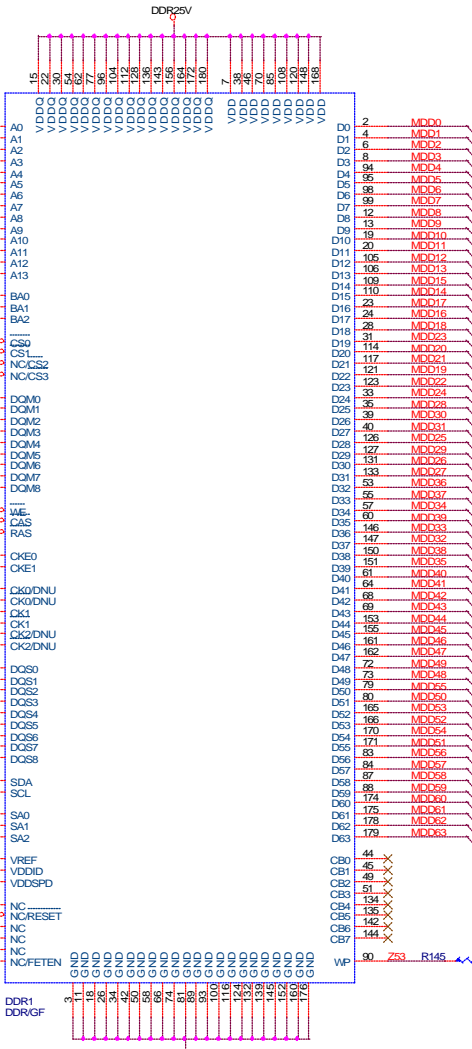 DDR25V
15 22 30 54 62 77 96 104 112 128 136 143 156 164 172 180 7 38 46 70 85 108 120 148 168
VDDQ VDDQ VDDQ VDDQ VDDQ VDDQ VDDQ VDDQ VDDQ VDDQ VDDQ VDDQ VDDQ VDDQ VDDQ VDDQ VDD VDD VDD VDD VDD VDD VDD VDD VDD
A0 D0 2 MDD0
A1 D1 4 MDD1
A2 D2 6 MDD2
A3 D3 8 MDD3
A4 D4 94 MDD4
A5 D5 95 MDD5
A6 D6 98 MDD6
A7 D7 99 MDD7
A8 D8 12 MDD8
A9 D9 13 MDD9
A10 D10 19 MDD10
A11 D11 20 MDD11
A12 D12 105 MDD12
A13 D13 106 MDD13
D14 109 MDD15
BA0 D15 110 MDD14
BA1 D16 23 MDD17
BA2 D17 24 MDD16
D18 28 MDD18
CS0 D19 31 MDD23
CS1 D20 114 MDD20
NC/CS2 D21 117 MDD21
NC/CS3 D22 121 MDD19
D23 123 MDD22
DQM0 D24 33 MDD24
DQM1 D25 35 MDD28
DQM2 D26 39 MDD30
DQM3 D27 40 MDD31
DQM4 D28 126 MDD25
DQM5 D29 127 MDD29
DQM6 D30 131 MDD26
DQM7 D31 133 MDD27
DQM8 D32 53 MDD36
D33 55 MDD37
WE D34 57 MDD34
CAS D35 60 MDD39
RAS D36 146 MDD33
D37 147 MDD32
CKE0 D38 150 MDD38
CKE1 D39 151 MDD35
D40 61 MDD40
CK0/DNU D41 64 MDD41
CK0/DNU D42 68 MDD42
CK1 D43 69 MDD43
CK1 D44 153 MDD44
CK2/DNU D45 155 MDD45
CK2/DNU D46 161 MDD46
D47 162 MDD47
DQS0 D48 72 MDD49
DQS1 D49 73 MDD48
DQS2 D50 79 MDD55
DQS3 D51 80 MDD50
DQS4 D52 165 MDD53
DQS5 D53 166 MDD52
DQS6 D54 170 MDD54
DQS7 D55 171 MDD51
DQS8 D56 83 MDD56
D57 84 MDD57
SDA D58 87 MDD58
SCL D59 88 MDD59
D60 174 MDD60
SA0 D61 175 MDD61
SA1 D62 178 MDD62
SA2 D63 179 MDD63
VREF CB0 44
VDDID CB1 45
VDDSPD CB2 49
CB3 51
NC CB4 134
NC/RESET CB5 135
NC CB6 142
NC CB7 144
NC
NC/FETEN WP 90 Z53 R145
GND GND GND GND GND GND GND GND GND GND GND GND GND GND GND GND GND GND GND GND GND GND
3 11 18 26 34 42 50 58 66 74 81 89 93 100 116 124 132 139 145 152 160 176
DDR1
DDR/GF